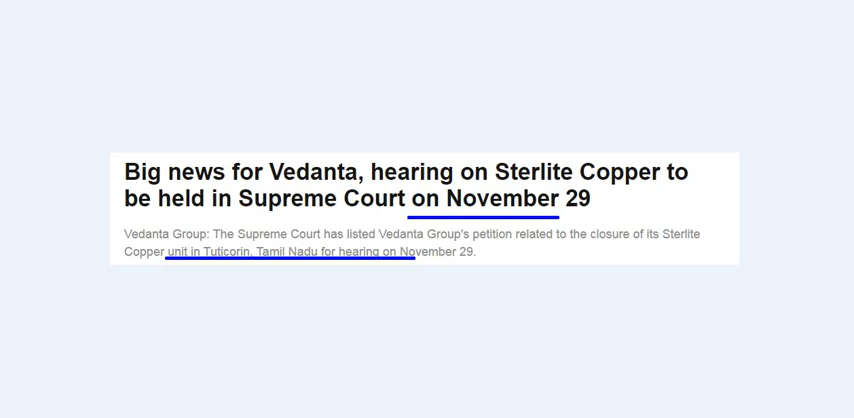 Big news for Vedanta, hearing on Sterlite Copper to
be held in Supreme Court on November 29
Vedanta Group: The Supreme Court has listed Vedanta Group's petition related to the closure of its Sterlite
Copper unit in Tuticorin, Tamil Nadu for hearing on November 29.